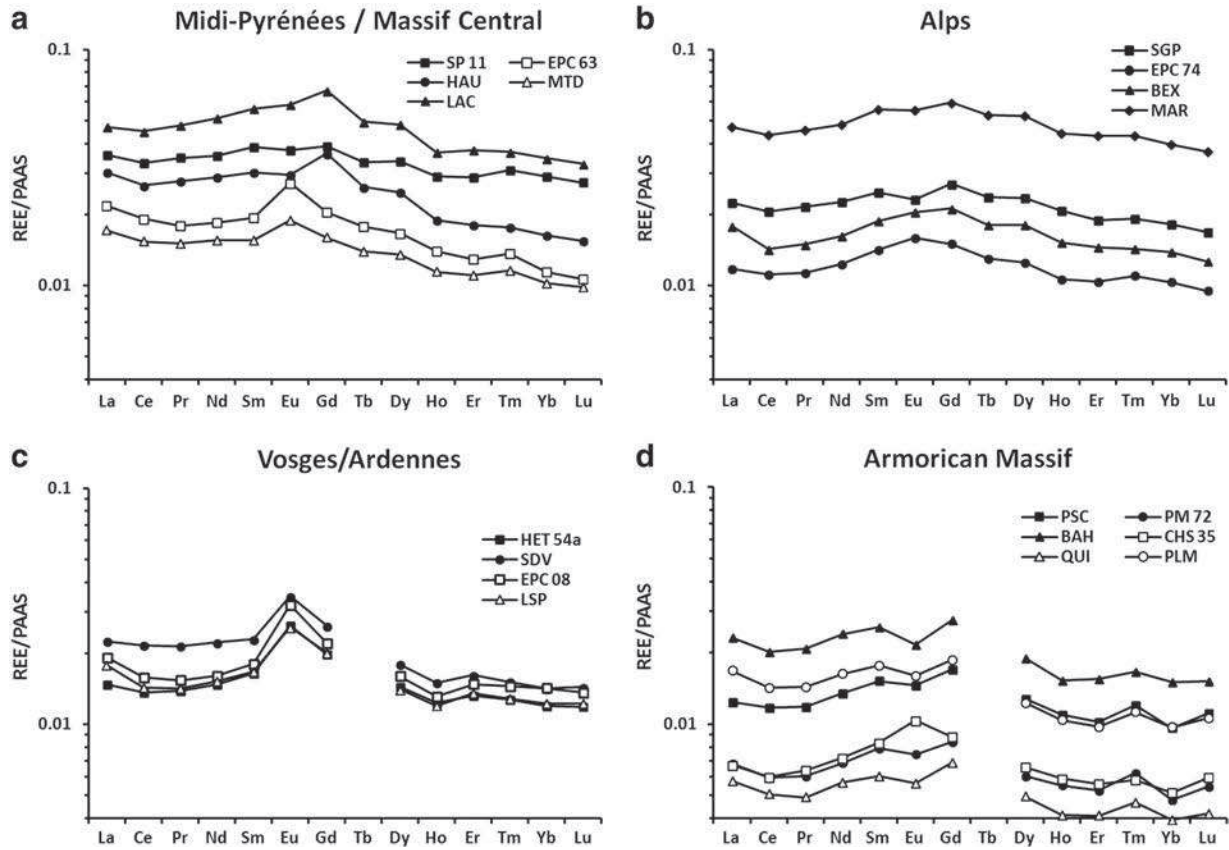 a Midi-Pyrénées / Massif Central
SP 11 EPC 63
HAU MTD
LAC
0.1
0.01
REE/PAAS
La Ce Pr Nd Sm Eu Gd Tb Dy Ho Er Tm Yb Lu
b Alps
SGP
EPC 74
BEX
MAR
0.1
0.01
REE/PAAS
La Ce Pr Nd Sm Eu Gd Tb Dy Ho Er Tm Yb Lu
c Vosges/Ardennes
HET 54a
SDV
EPC 08
LSP
0.1
0.01
REE/PAAS
La Ce Pr Nd Sm Eu Gd Tb Dy Ho Er Tm Yb Lu
d Armorican Massif
PSC PM 72
BAH CHS 35
QUI PLM
0.1
0.01
REE/PAAS
La Ce Pr Nd Sm Eu Gd Tb Dy Ho Er Tm Yb Lu